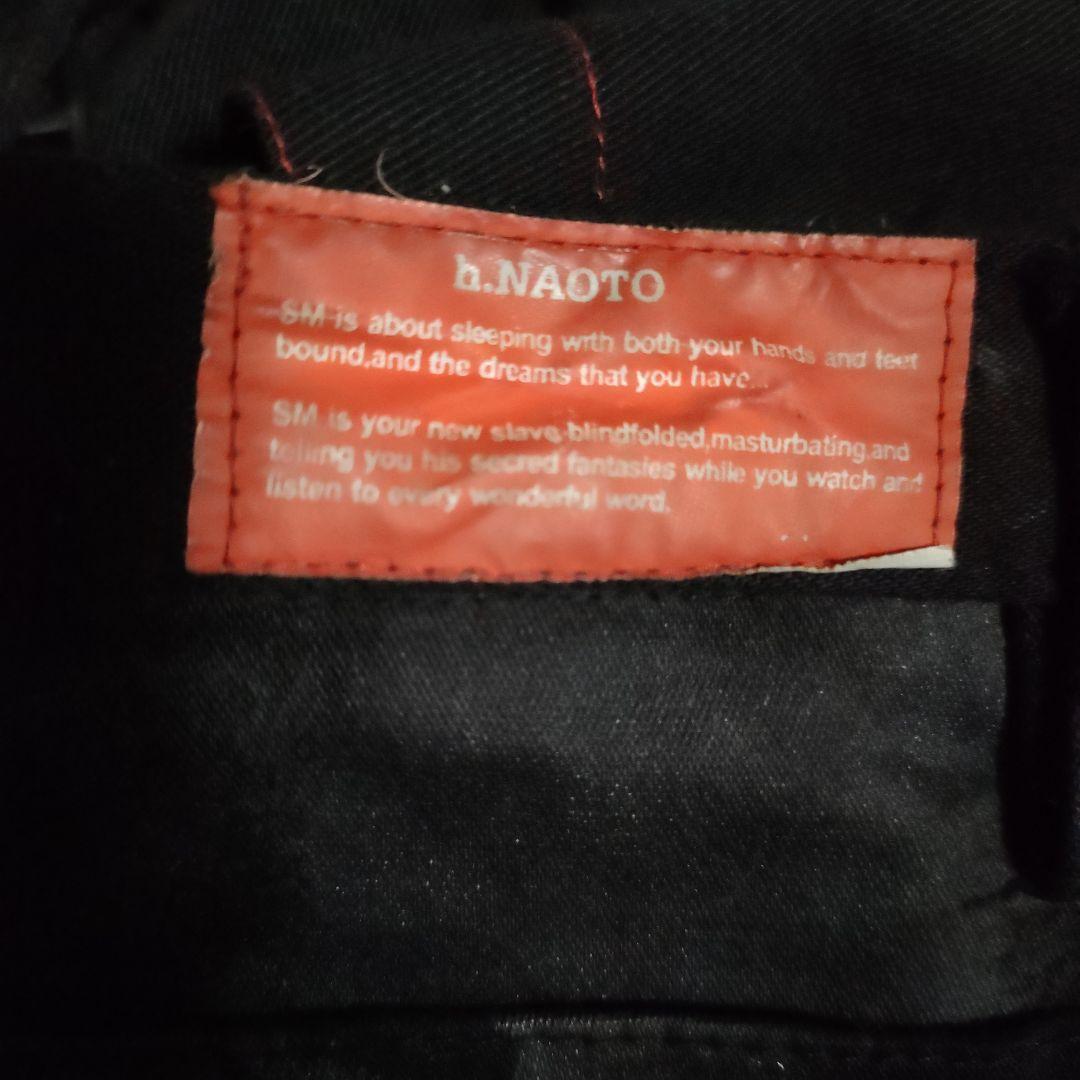 h.NAOTO
SM is about sleeping with both your hands and feet
bound,and the dreams that you have...
SM is your new slave blindfolded,masturbating,and
telling you his secred fantasies while you watch and
listen to every wonderful word.